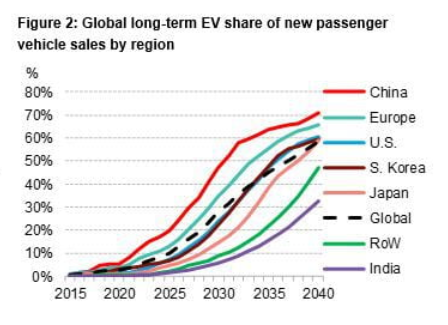 Figure 2: Global long-term EV share of new passenger
vehicle sales by region
%
80%
70%
60%
50%
40%
30%
20%
10%
0%
2015 2020 2025 2030 2035 2040
China
Europe
U.S.
S. Korea
Japan
Global
RoW
India